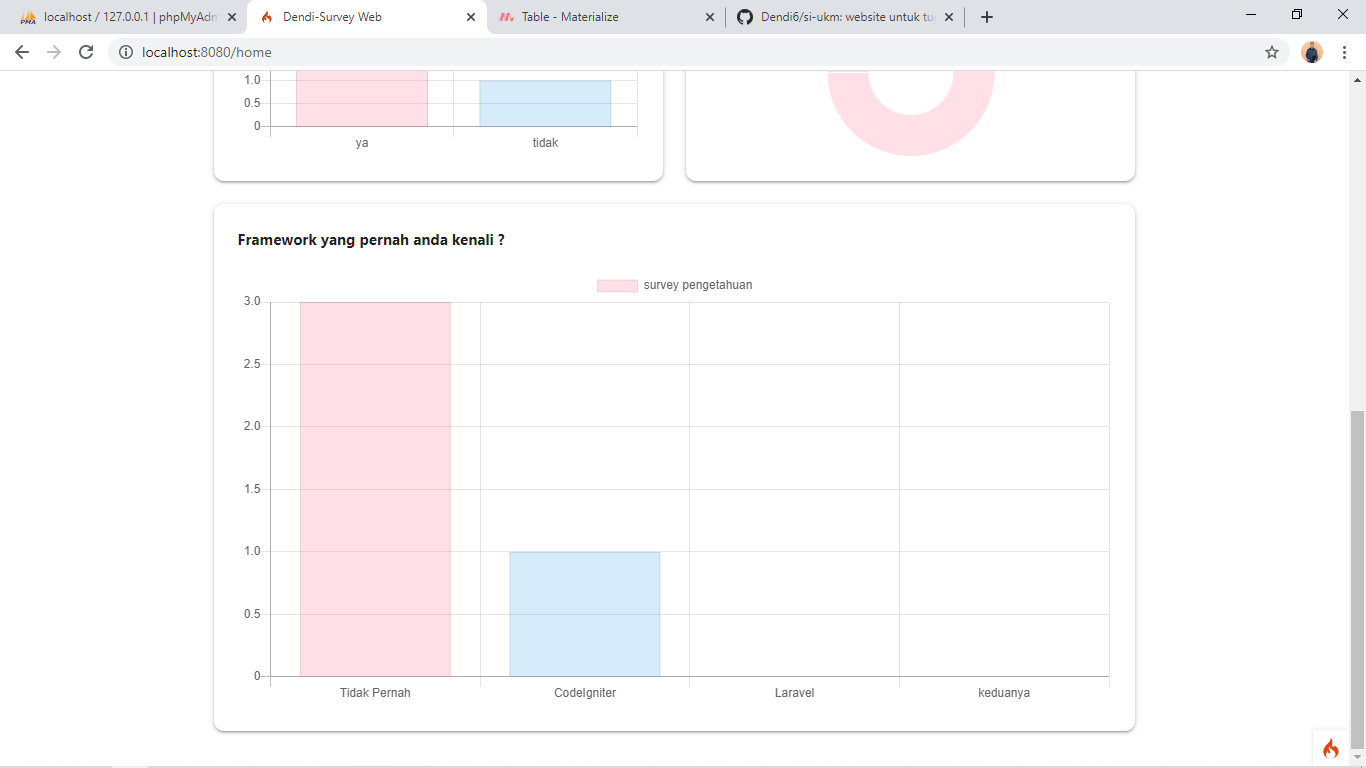 localhost / 127.0.0.1 | phpMyAdm
Dendi-Survey Web
Table - Materialize
Dendi6/si-ukm: website untuk tu
localhost:8080/home
1.0
0.5
0
ya
tidak
Framework yang pernah anda kenali ?
survey pengetahuan
3.0
2.5
2.0
1.5
1.0
0.5
0
Tidak Pernah
CodeIgniter
Laravel
keduanya